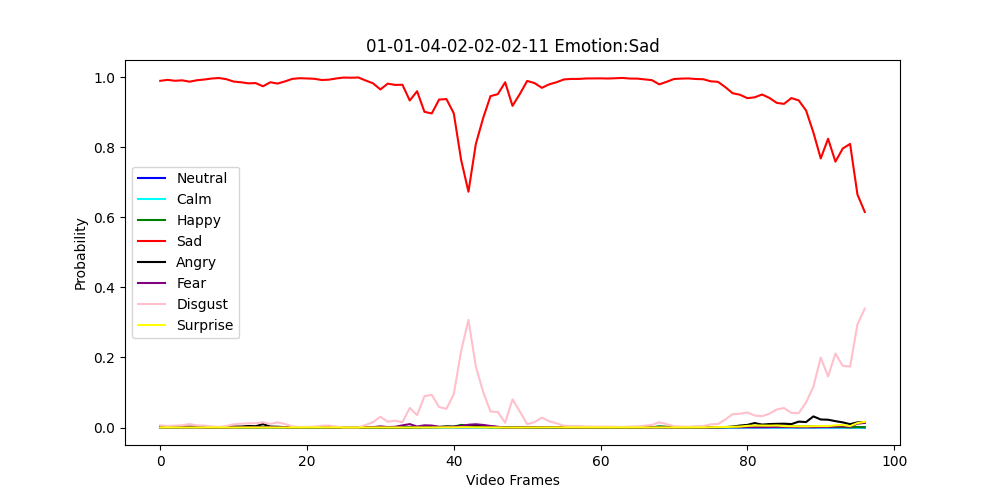 01-01-04-02-02-02-11 Emotion:Sad
Probability
1.0
0.8
0.6
0.4
0.2
0.0
Neutral
Calm
Happy
Sad
Angry
Fear
Disgust
Surprise
0 20 40 60 80 100
Video Frames